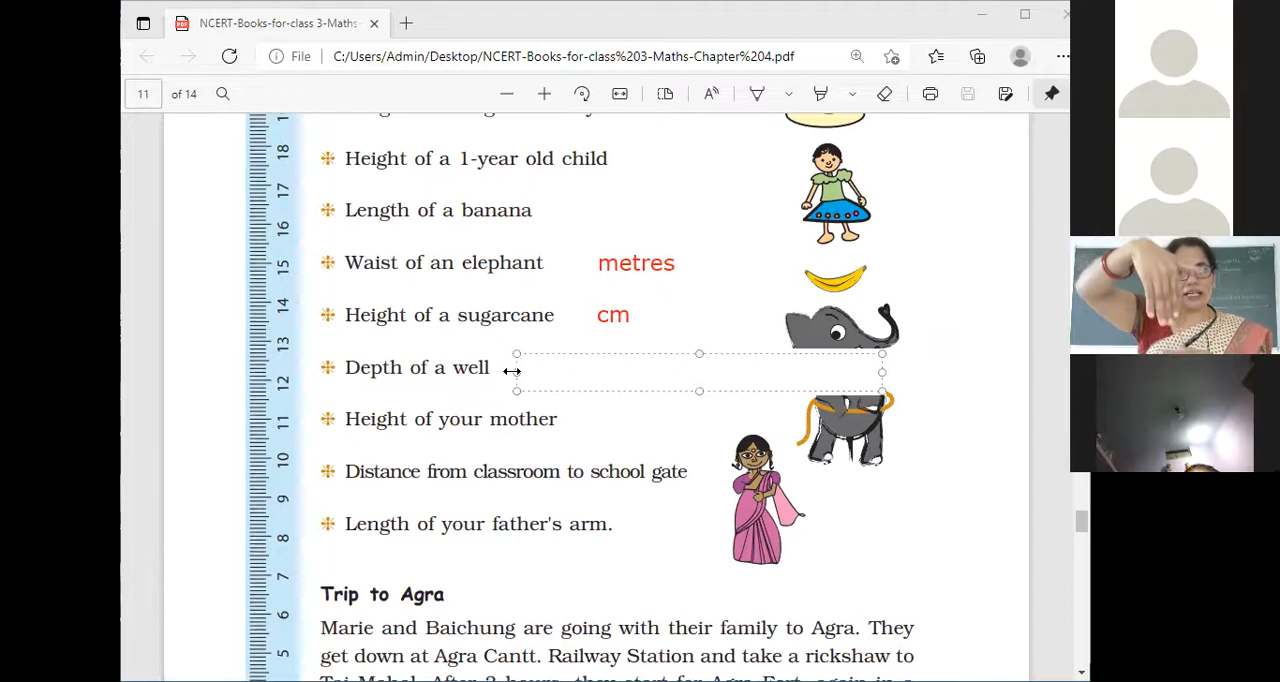 NCERT-Books-for-class 3-Maths-
File
C:/Users/Admin/Desktop/NCERT-Books-for-class%203-Maths-Chapter%204.pdf
11 of 14
Height of a 1-year old child
Length of a banana
Waist of an elephant metres
Height of a sugarcane cm
Depth of a well
Height of your mother
Distance from classroom to school gate
Length of your father's arm.
18
17
16
15
14
13
12
11
10
9
8
7
6
5
Trip to Agra
Marie and Baichung are going with their family to Agra. They
get down at Agra Cantt. Railway Station and take a rickshaw to